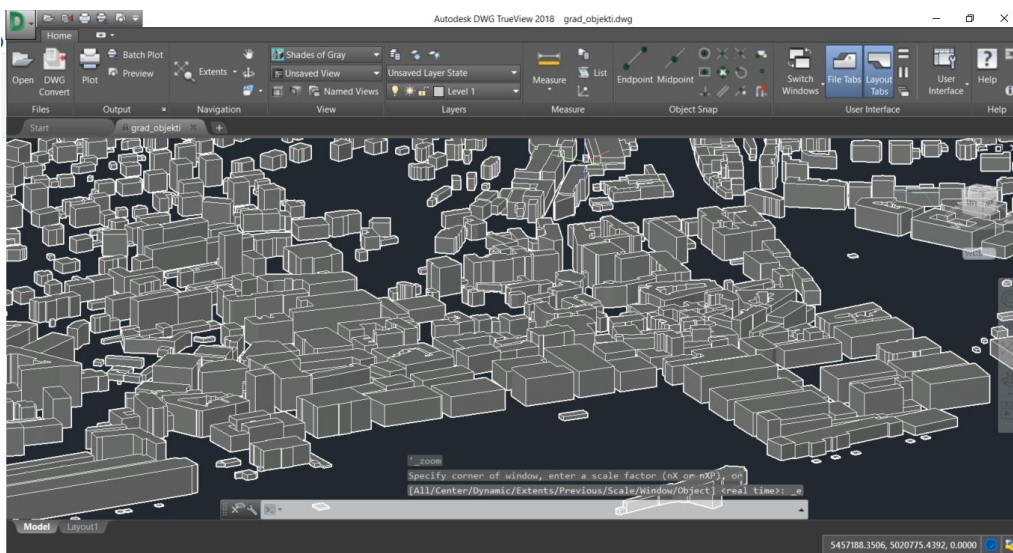 Autodesk DWG TrueView 2018 grad_objekti.dwg
Home
Open
DWG Convert
Plot
Batch Plot
Preview
Extents
Shades of Gray
Unsaved View
Named Views
Unsaved Layer State
Level 1
Measure
List
Endpoint
Midpoint
Switch Windows
File Tabs
Layout Tabs
User Interface
Help
Files
Output
Navigation
View
Layers
Measure
Object Snap
User Interface
Help
Start
grad_objekti
'_zoom
Specify corner of window, enter a scale factor (nX or nXP), or
[All/Center/Dynamic/Extents/Previous/Scale/Window/Object] <real time>: _e
Model
Layout1
5457188.3506, 5020775.4392, 0.0000